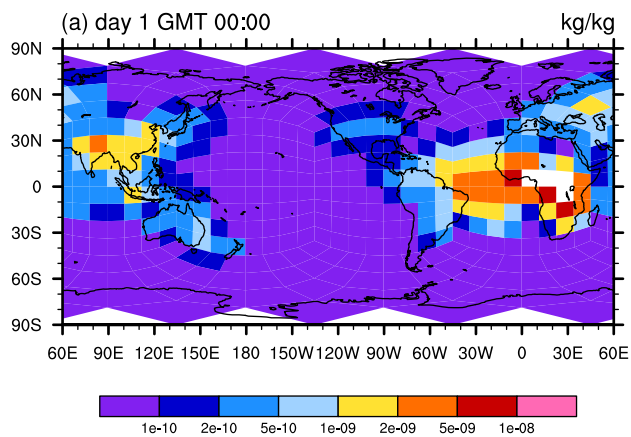 (a) day 1 GMT 00:00 kg/kg
90N
60N
30N
0
30S
60S
90S
60E 90E 120E 150E 180 150W 120W 90W 60W 30W 0 30E 60E
1e-10 2e-10 5e-10 1e-09 2e-09 5e-09 1e-08